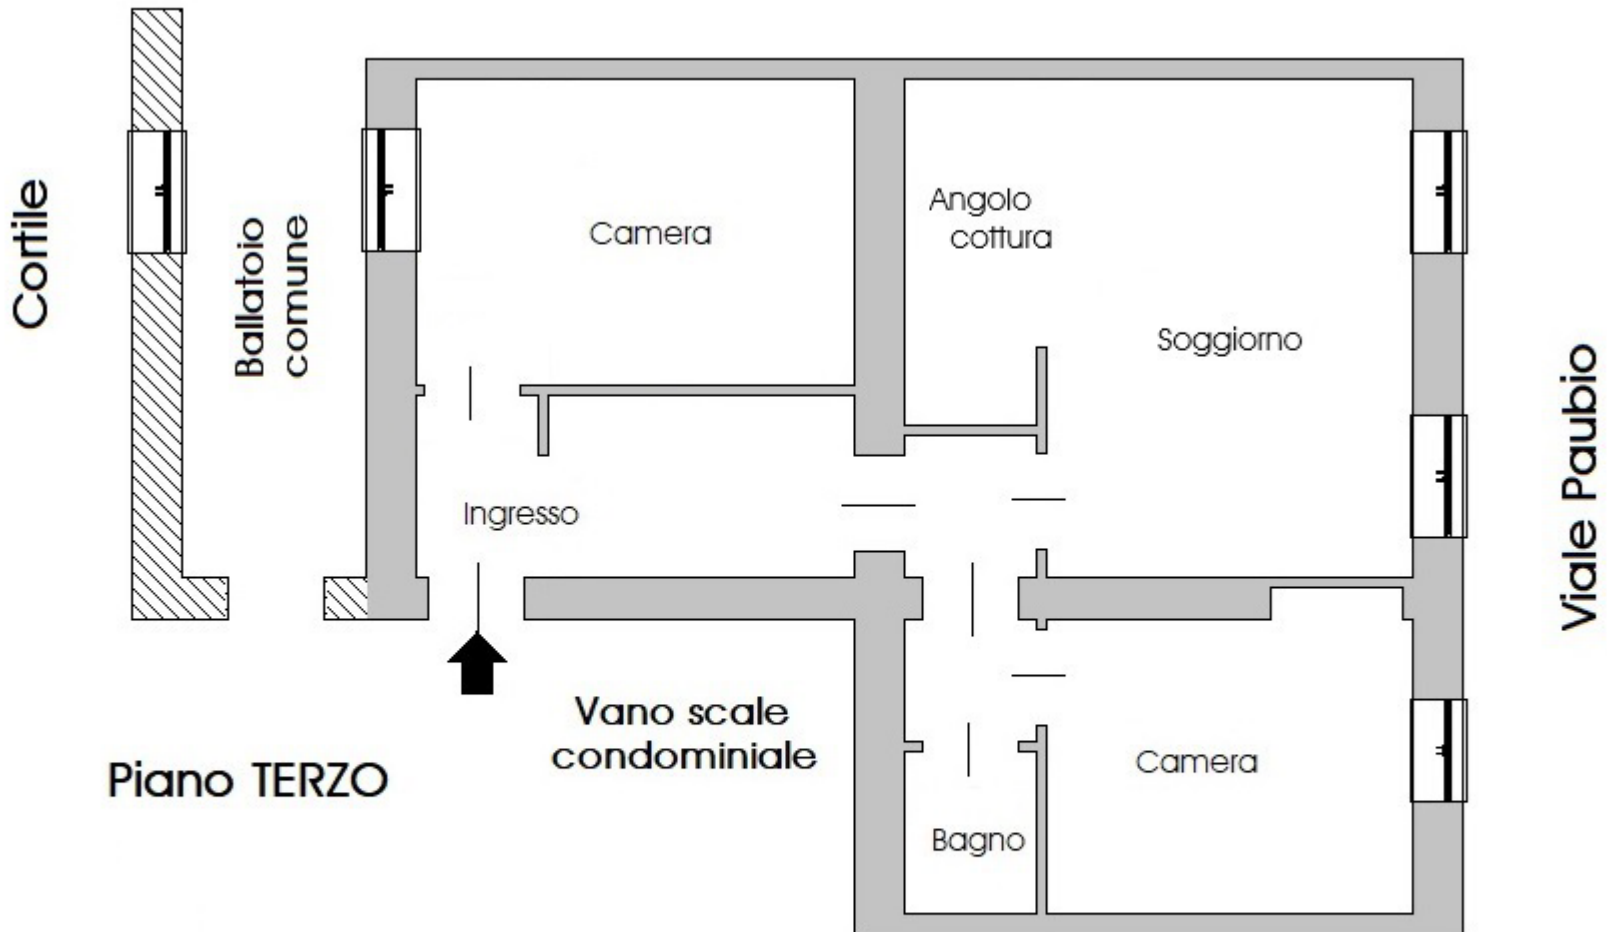 Cortile
Ballatoio
comune
Camera
Angolo
cottura
Soggiorno
Viale Paubio
Ingresso
Vano scale
condominiale
Piano TERZO
Camera
Bagno